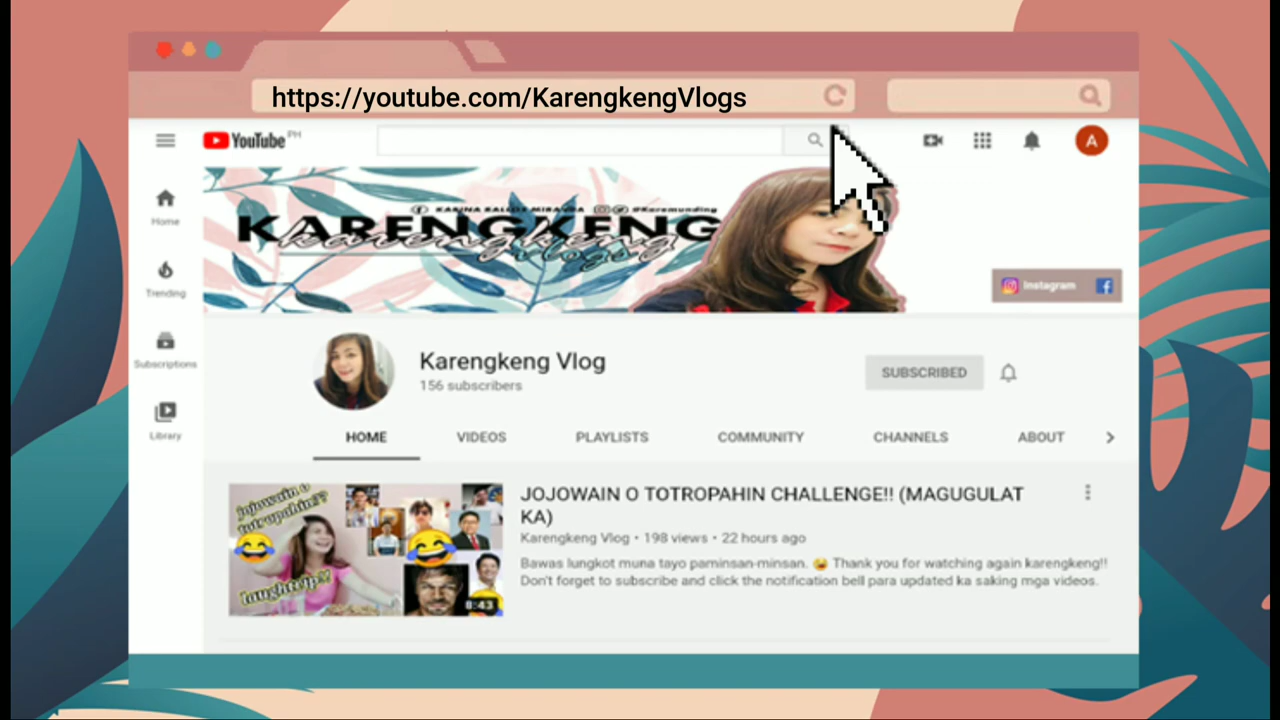 https://youtube.com/KarengkengVlogs
YouTube PH
A
Home
Trending
Subscriptions
Library
KARENGKENG
karengkeng
vlogs
Instagram
Karengkeng Vlog
156 subscribers
SUBSCRIBED
HOME VIDEOS PLAYLISTS COMMUNITY CHANNELS ABOUT
jojowain o
totropahin??
laughtrip!!
8:43
JOJOWAIN O TOTROPAHIN CHALLENGE!! (MAGUGULAT
KA)
Karengkeng Vlog • 198 views • 22 hours ago
Bawas lungkot muna tayo paminsan-minsan. 😂 Thank you for watching again karengkeng!!
Don't forget to subscribe and click the notification bell para updated ka saking mga videos.